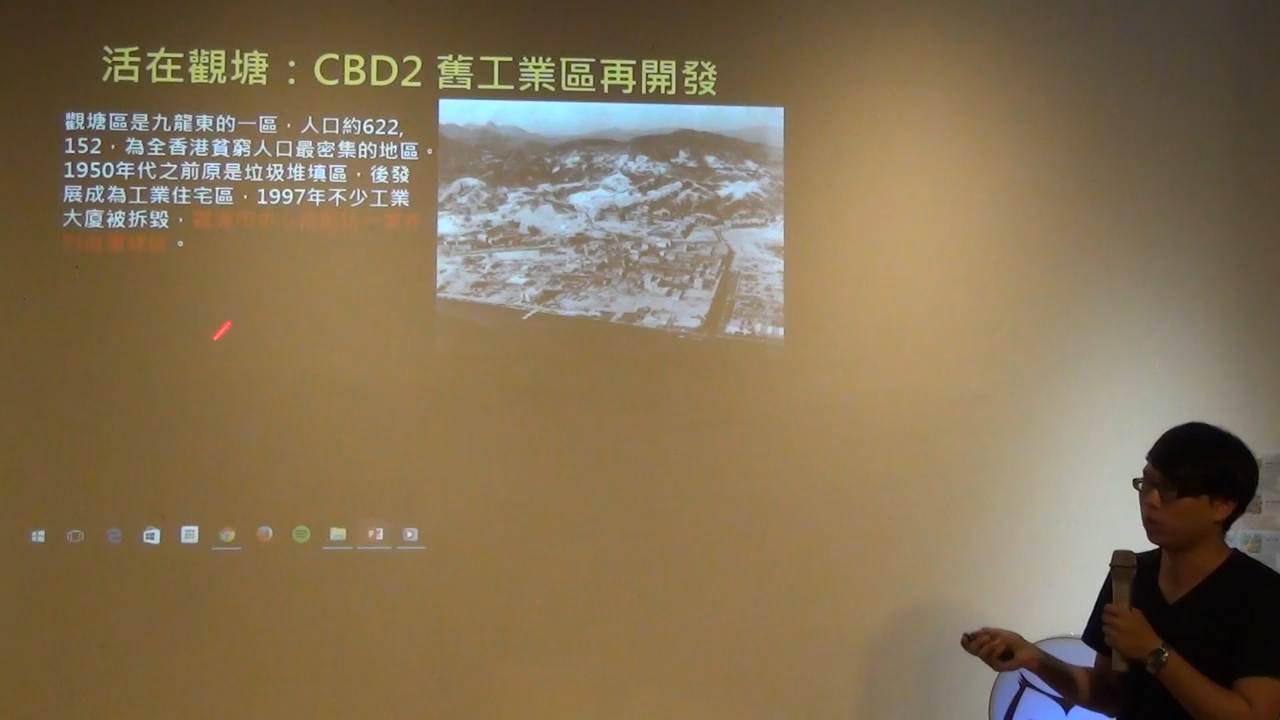 活在觀塘：CBD2 舊工業區再開發
觀塘區是九龍東的一區，人口約622,
152，為全香港貧窮人口最密集的地區。
1950年代之前原是垃圾堆填區，後發
展成為工業住宅區，1997年不少工業
大廈被拆毀，
。